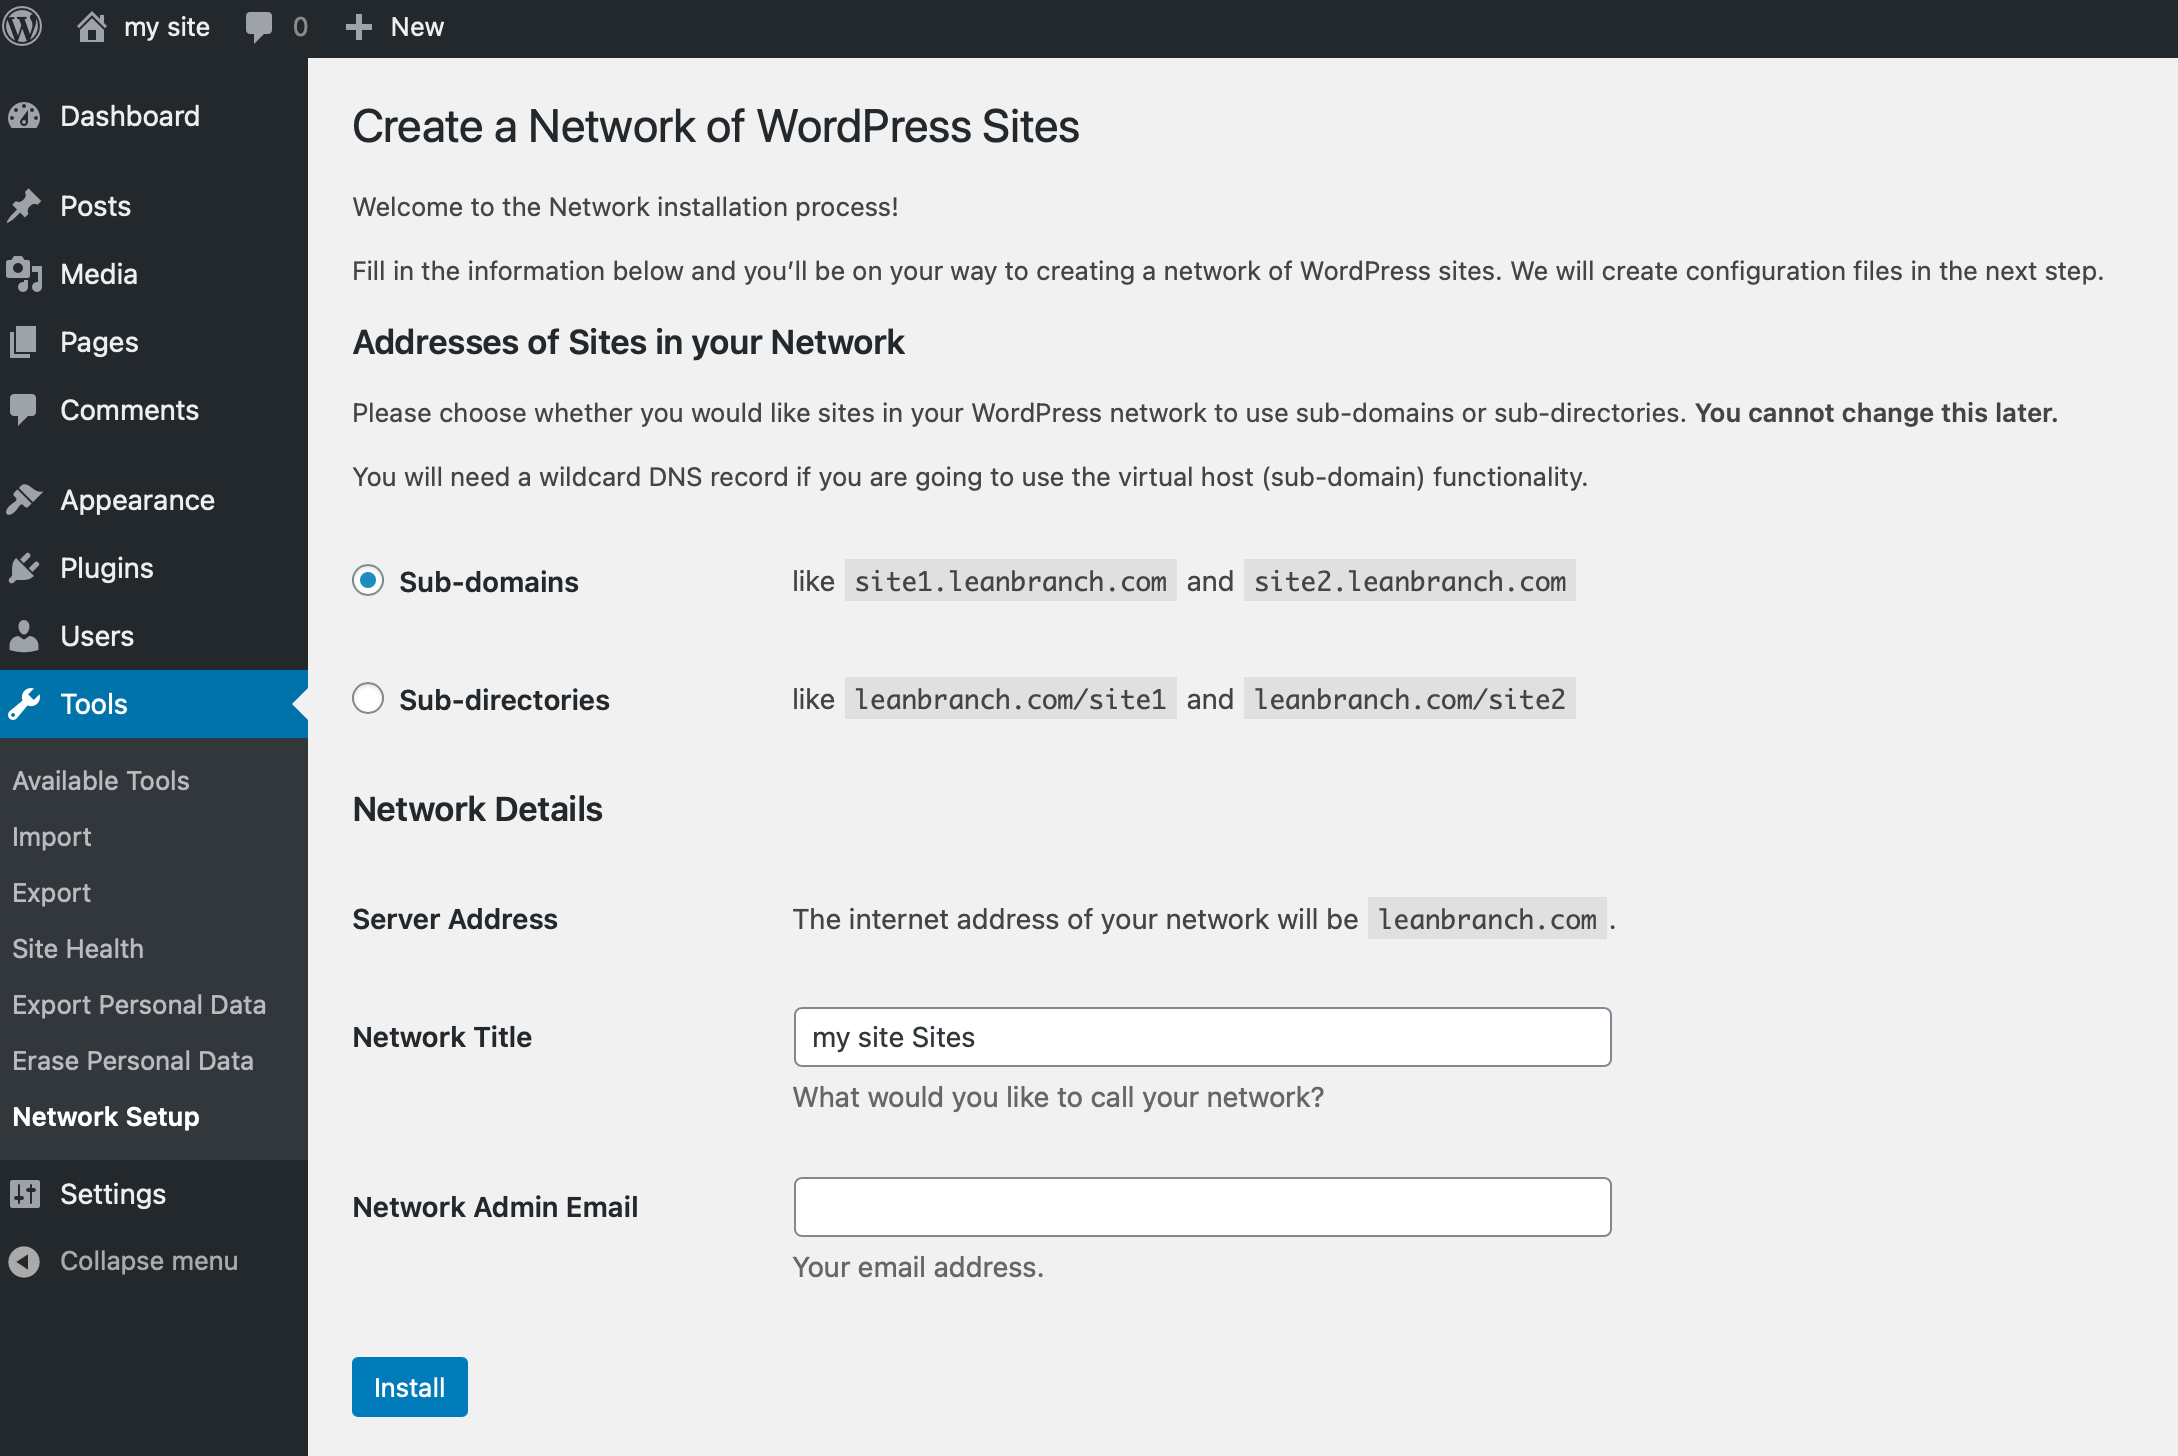 my site 0 New
Dashboard
Posts
Media
Pages
Comments
Appearance
Plugins
Users
Tools
Available Tools
Import
Export
Site Health
Export Personal Data
Erase Personal Data
Network Setup
Settings
Collapse menu
Create a Network of WordPress Sites
Welcome to the Network installation process!
Fill in the information below and you’ll be on your way to creating a network of WordPress sites. We will create configuration files in the next step.
Addresses of Sites in your Network
Please choose whether you would like sites in your WordPress network to use sub-domains or sub-directories. You cannot change this later.
You will need a wildcard DNS record if you are going to use the virtual host (sub-domain) functionality.
Sub-domains like site1.leanbranch.com and site2.leanbranch.com
Sub-directories like leanbranch.com/site1 and leanbranch.com/site2
Network Details
Server Address The internet address of your network will be leanbranch.com.
Network Title my site Sites
What would you like to call your network?
Network Admin Email
Your email address.
Install